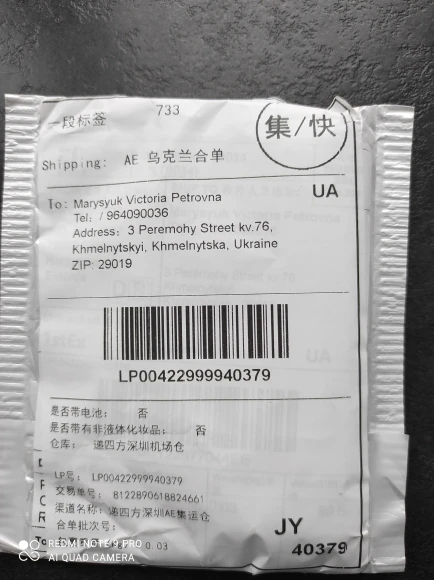 一段标签
733
集/快
Shipping: AE 乌克兰合单
UA
To: Marysyuk Victoria Petrovna
Tel: / 964090036
Address: 3 Peremohy Street kv.76,
Khmelnytskyi, Khmelnytska, Ukraine
ZIP: 29019
LP00422999940379
是否带电池: 否
是否带有非液体化妆品: 否
仓库: 递四方深圳机场仓
LP号: LP00422999940379
交易单号: 8122890618824661
渠道名称: 递四方深圳AE集运仓
合单批次号:
JY
40379
0.03
REDMI NOTE 9 PRO
AI QUAD CAMERA